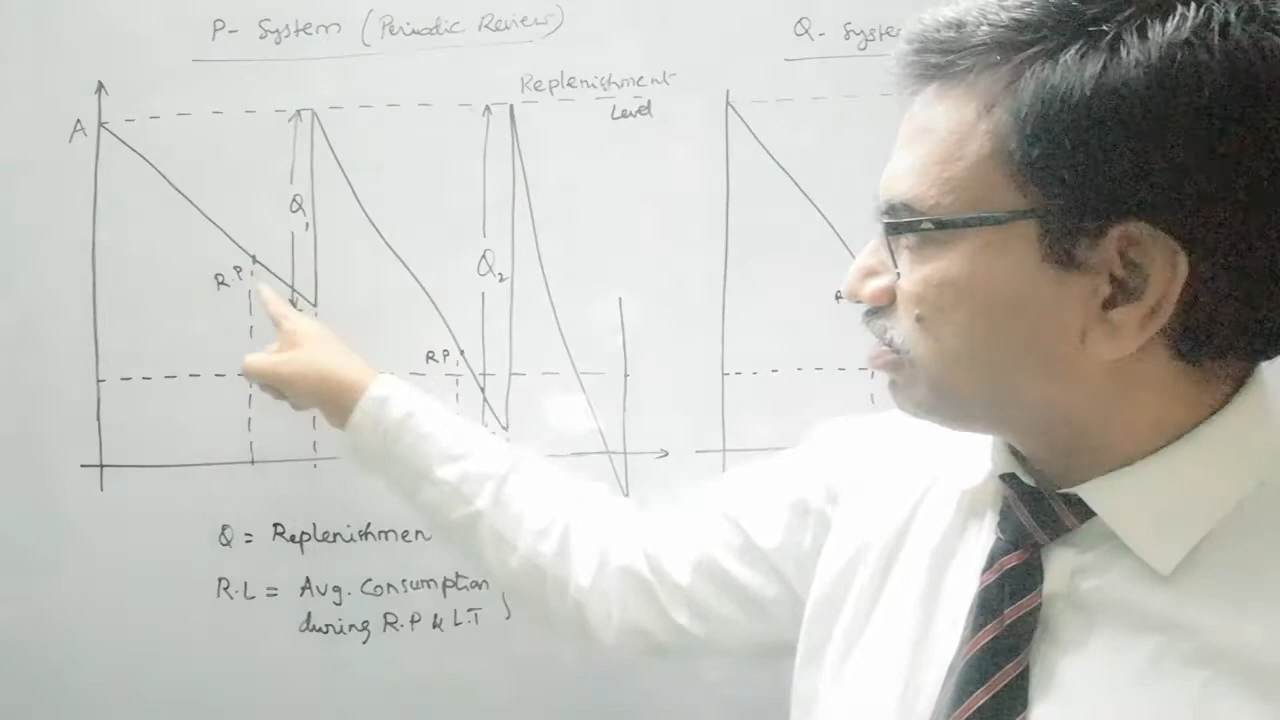 P- System (Periodic Review)
Q- Syste
Replenishment
Level
A
Q1
Q2
R.P
R.P
Q = Replenishmen
R.L = Avg. Consumption
during R.P & L.T